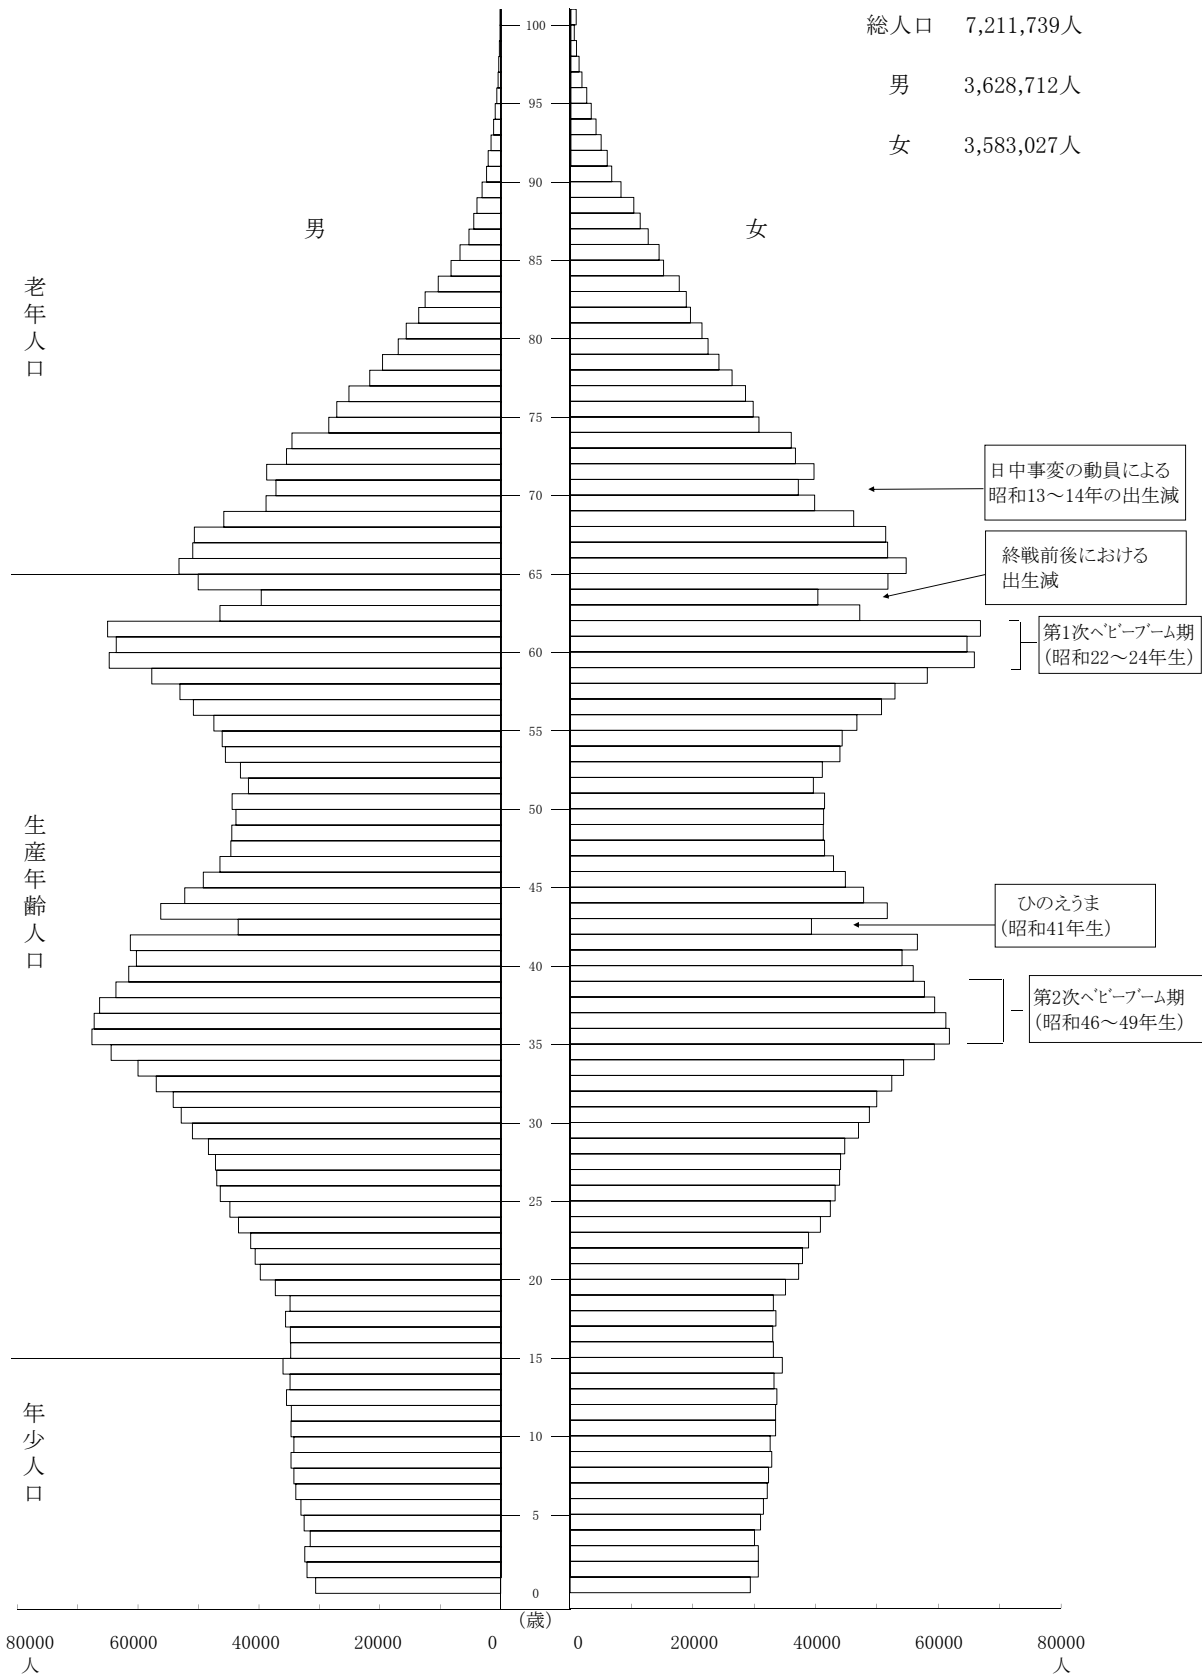 総人口 7,211,739人
男 3,628,712人
女 3,583,027人
男
女
老年人口
生産年齢人口
年少人口
100
95
90
85
80
75
70
65
60
55
50
45
40
35
30
25
20
15
10
5
0
(歳)
日中事変の動員による
昭和13～14年の出生減
終戦前後における
出生減
第1次ﾍﾞﾋﾞｰﾌﾞｰﾑ期
(昭和22～24年生)
ひのえうま
(昭和41年生)
第2次ﾍﾞﾋﾞｰﾌﾞｰﾑ期
(昭和46～49年生)
80000 60000 40000 20000 0 0 20000 40000 60000 80000
人 人